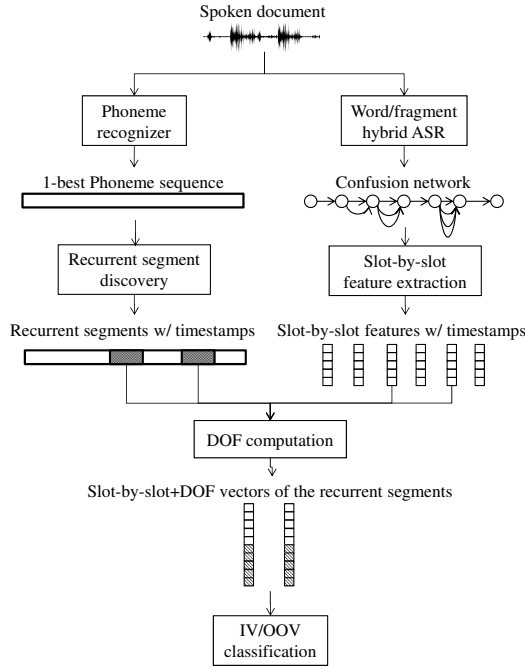 Spoken document
Phoneme
recognizer
Word/fragment
hybrid ASR
1-best Phoneme sequence
Confusion network
Recurrent segment
discovery
Slot-by-slot
feature extraction
Recurrent segments w/ timestamps
Slot-by-slot features w/ timestamps
DOF computation
Slot-by-slot+DOF vectors of the recurrent segments
IV/OOV
classification